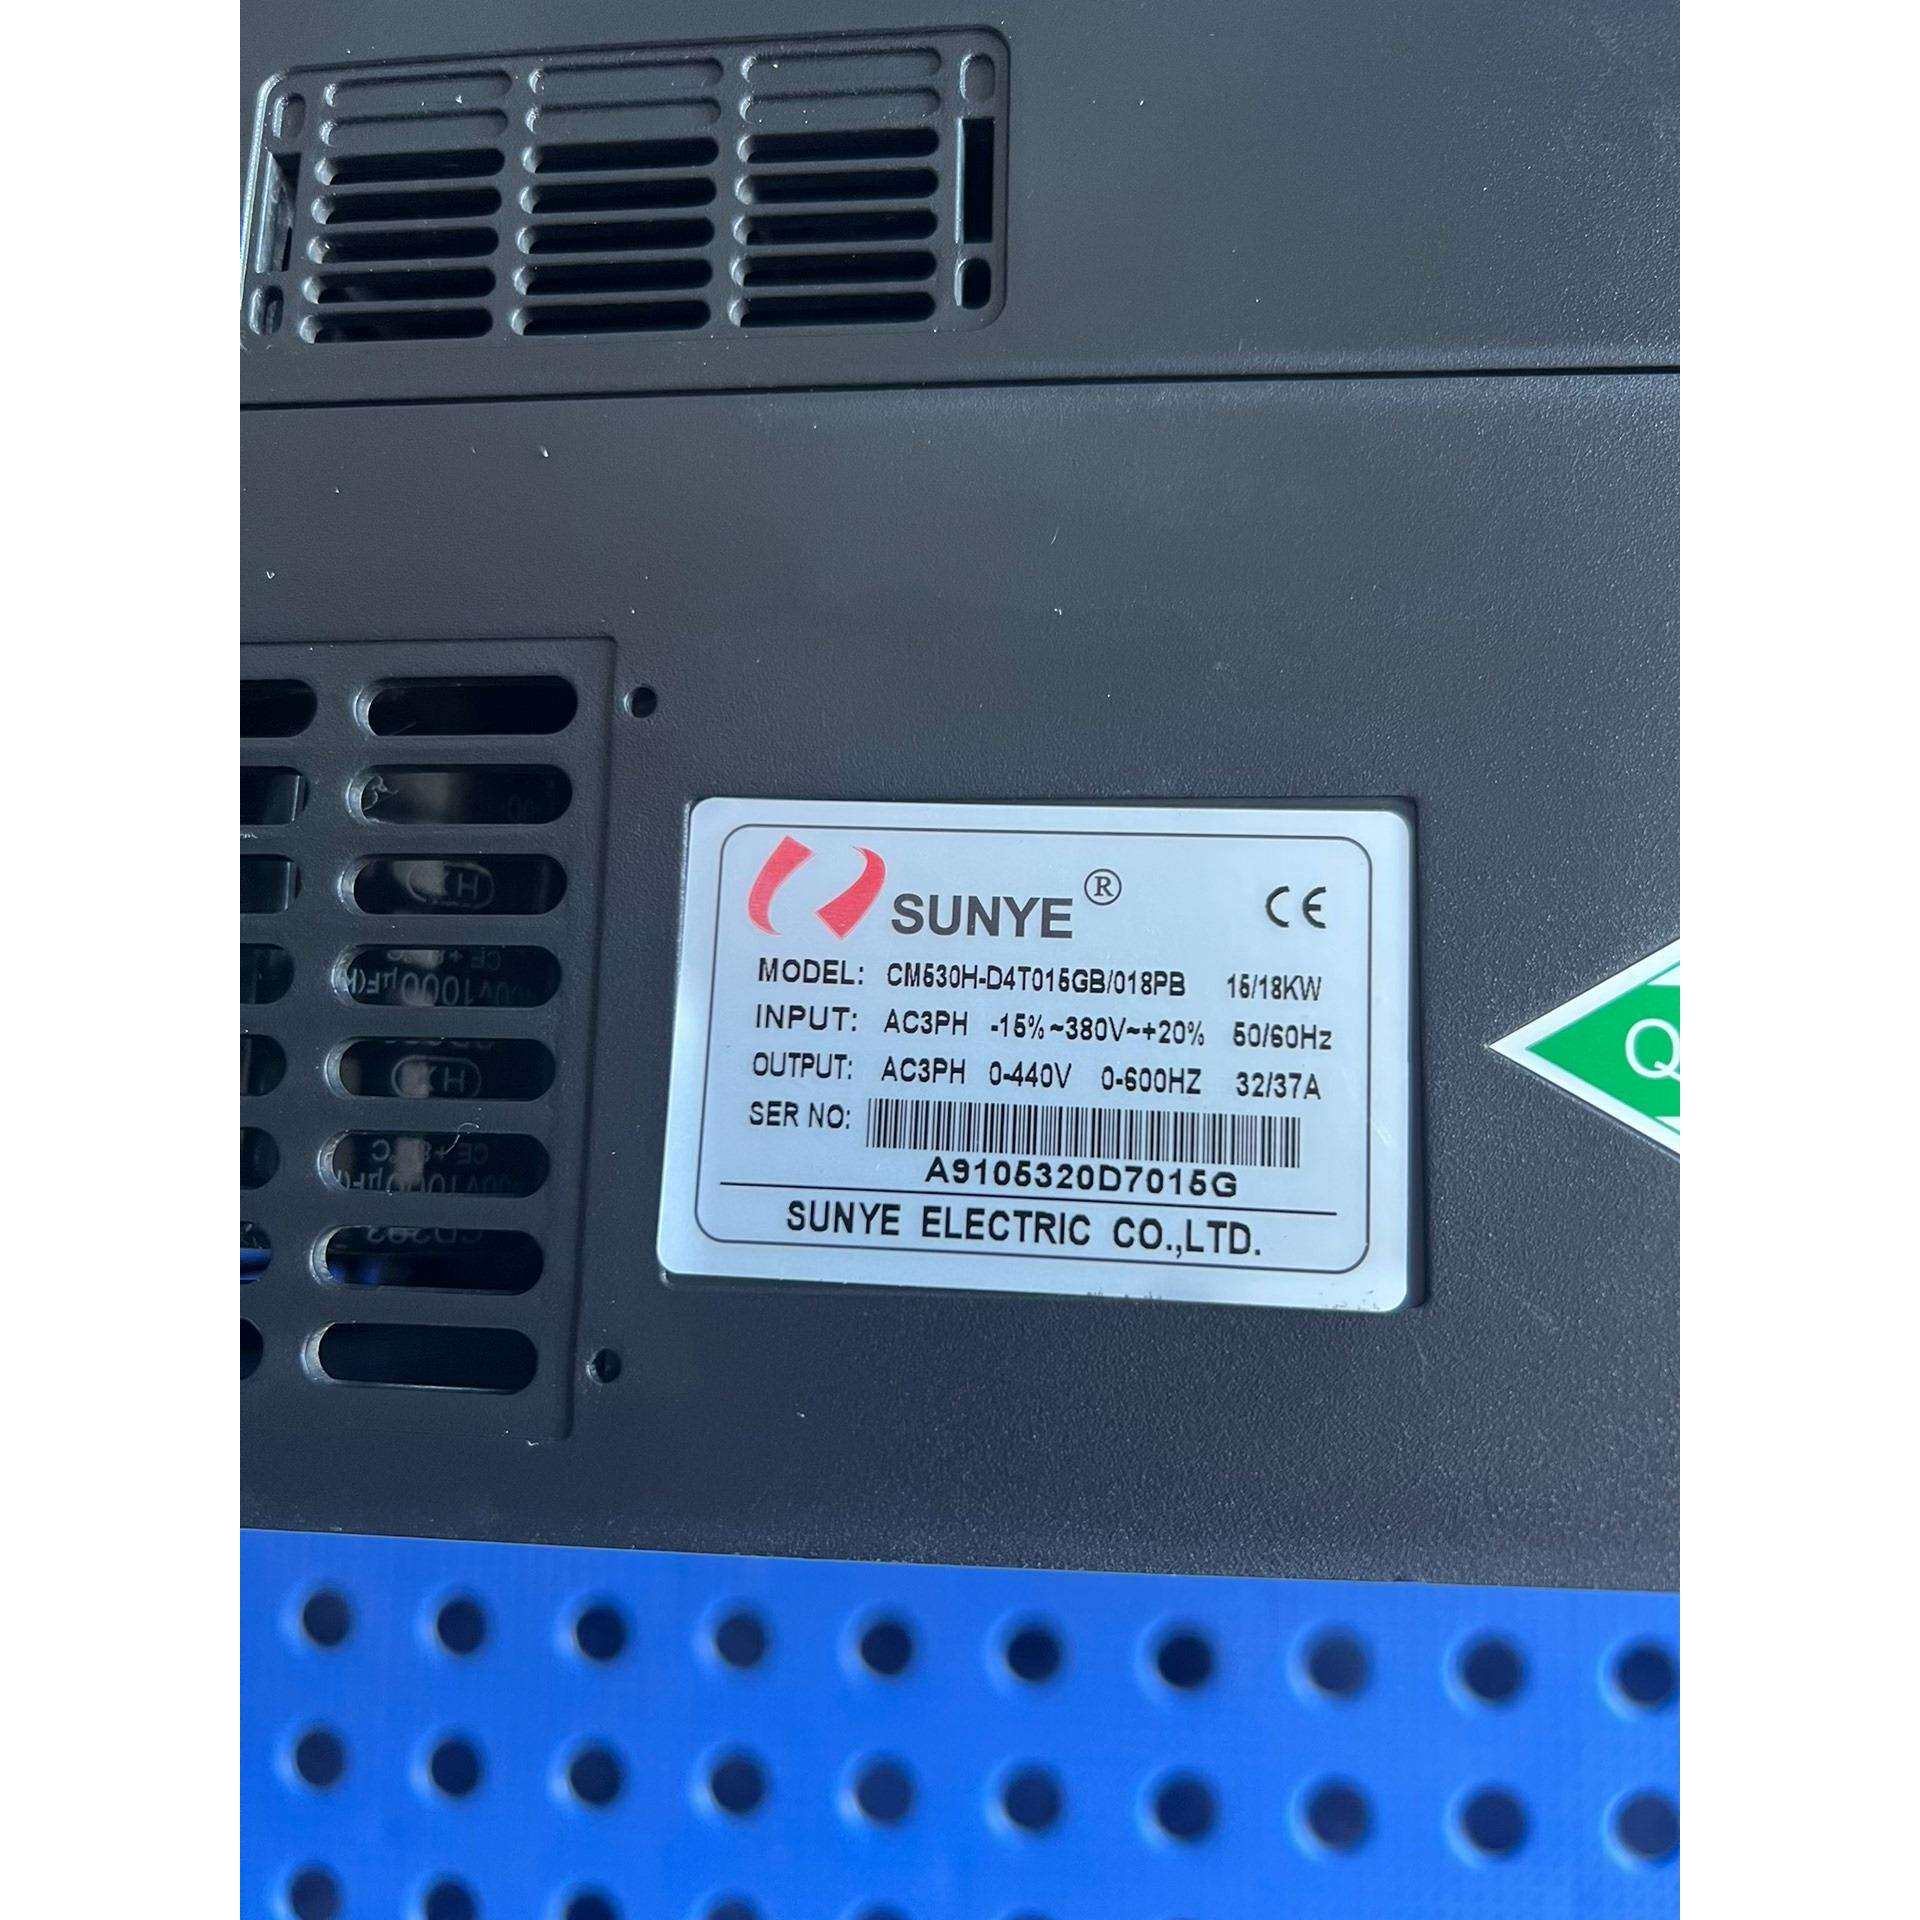 SUNYE ® CE
MODEL: CM530H-D4T015GB/018PB 15/18KW
INPUT: AC3PH -15%~380V~+20% 50/60Hz
OUTPUT: AC3PH 0-440V 0-600HZ 32/37A
SER NO:
A9105320D7015G
SUNYE ELECTRIC CO.,LTD.
Q